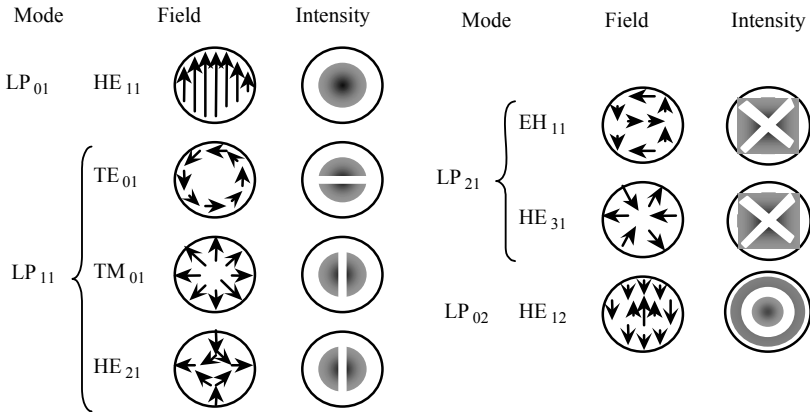 Mode Field Intensity
LP 01 HE 11
LP 11
TE 01
TM 01
HE 21
Mode Field Intensity
LP 21
EH 11
HE 31
LP 02 HE 12